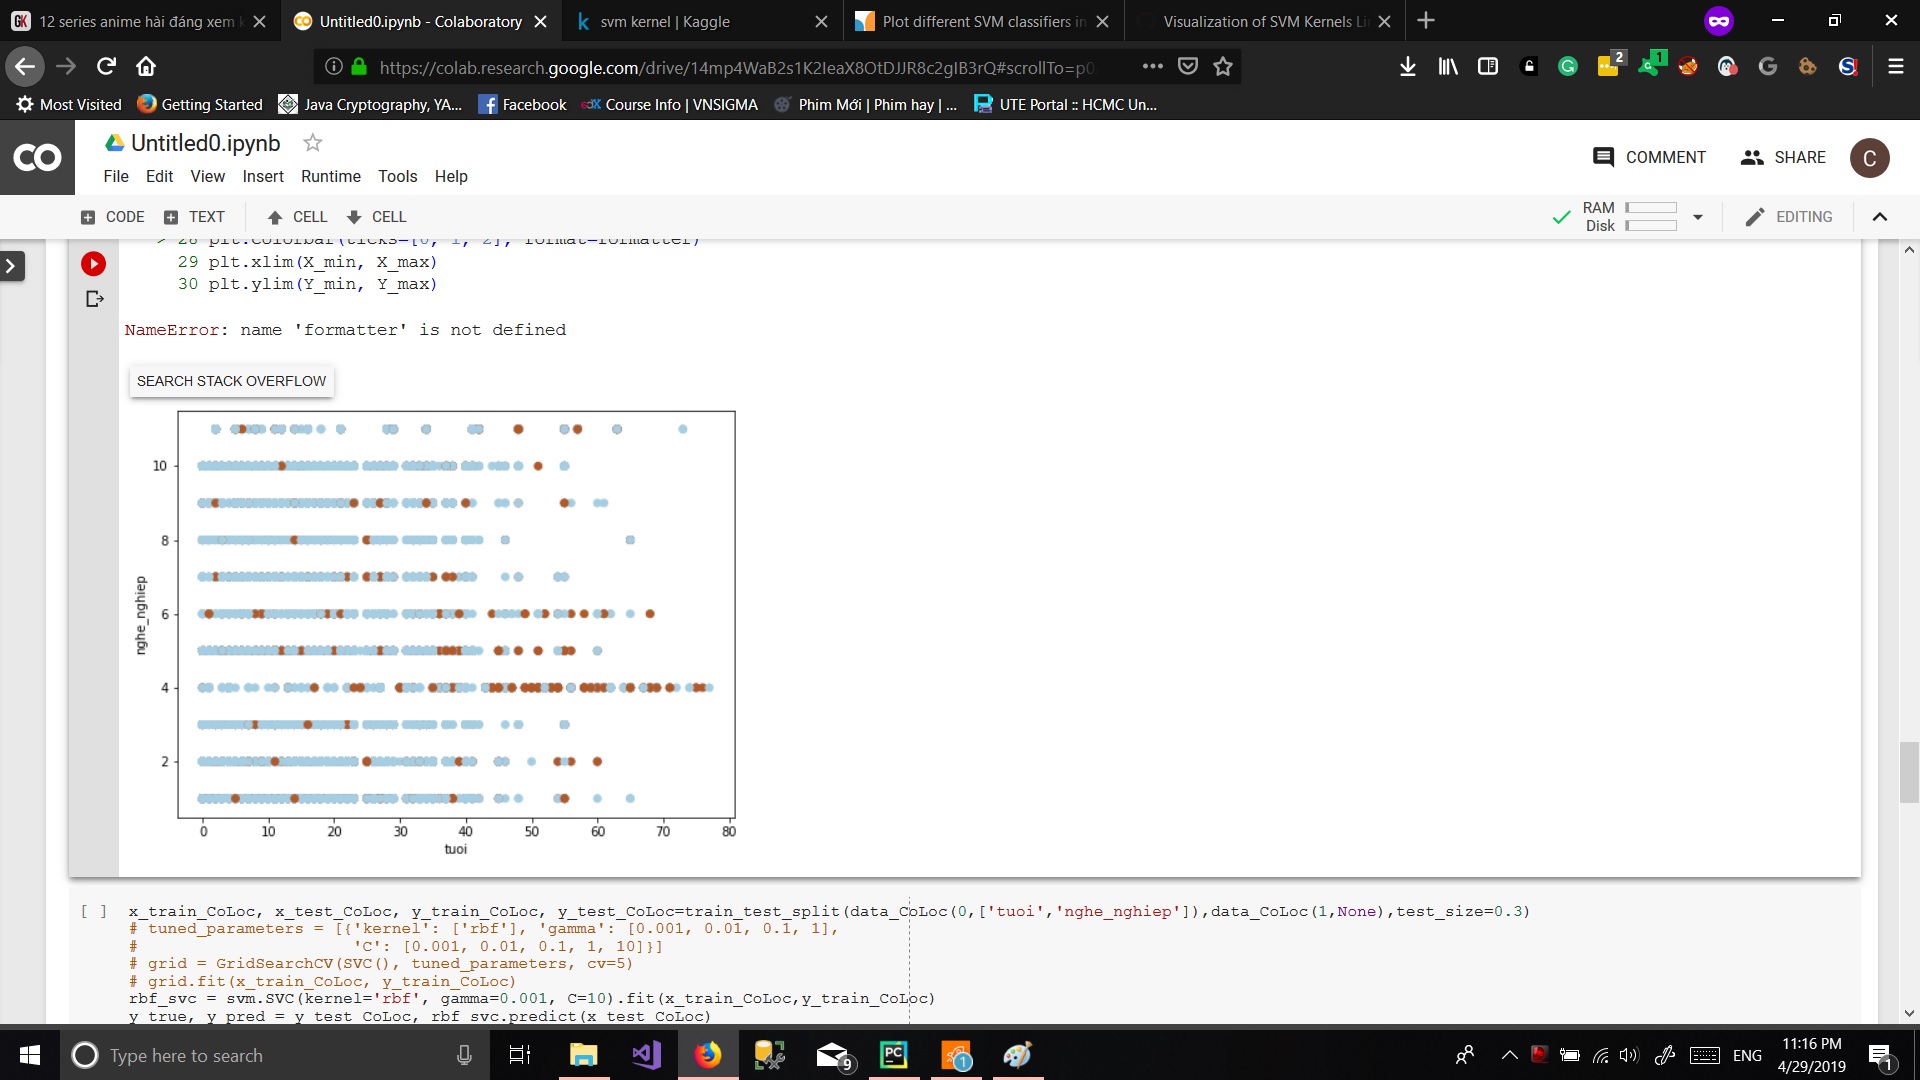 12 series anime hài đáng xem k
Untitled0.ipynb - Colaboratory
svm kernel | Kaggle
Plot different SVM classifiers in
Visualization of SVM Kernels Li
https://colab.research.google.com/drive/14mp4WaB2s1K2IeaX8OtDJJR8c2gIB3rQ#scrollTo=p0
2
1
Most Visited
Getting Started
Java Cryptography, YA...
Facebook
Course Info | VNSIGMA
Phim Mới | Phim hay | ...
UTE Portal :: HCMC Un...
CO
Untitled0.ipynb
COMMENT
SHARE
C
File Edit View Insert Runtime Tools Help
CODE
TEXT
CELL
CELL
RAM
Disk
EDITING
> 28 plt.colorbar(ticks=[0, 1, 2], format=formatter)
29 plt.xlim(X_min, X_max)
30 plt.ylim(Y_min, Y_max)
NameError: name 'formatter' is not defined
SEARCH STACK OVERFLOW
10
8
6
4
2
nghe_nghiep
0 10 20 30 40 50 60 70 80
tuoi
[ ] x_train_CoLoc, x_test_CoLoc, y_train_CoLoc, y_test_CoLoc=train_test_split(data_CoLoc(0,['tuoi','nghe_nghiep']),data_CoLoc(1,None),test_size=0.3)
# tuned_parameters = [{'kernel': ['rbf'], 'gamma': [0.001, 0.01, 0.1, 1],
# 'C': [0.001, 0.01, 0.1, 1, 10]}]
# grid = GridSearchCV(SVC(), tuned_parameters, cv=5)
# grid.fit(x_train_CoLoc, y_train_CoLoc)
rbf_svc = svm.SVC(kernel='rbf', gamma=0.001, C=10).fit(x_train_CoLoc,y_train_CoLoc)
y_true, y_pred = y_test_CoLoc, rbf_svc.predict(x_test_CoLoc)
Type here to search
9
PC
1
ENG
11:16 PM
4/29/2019
1